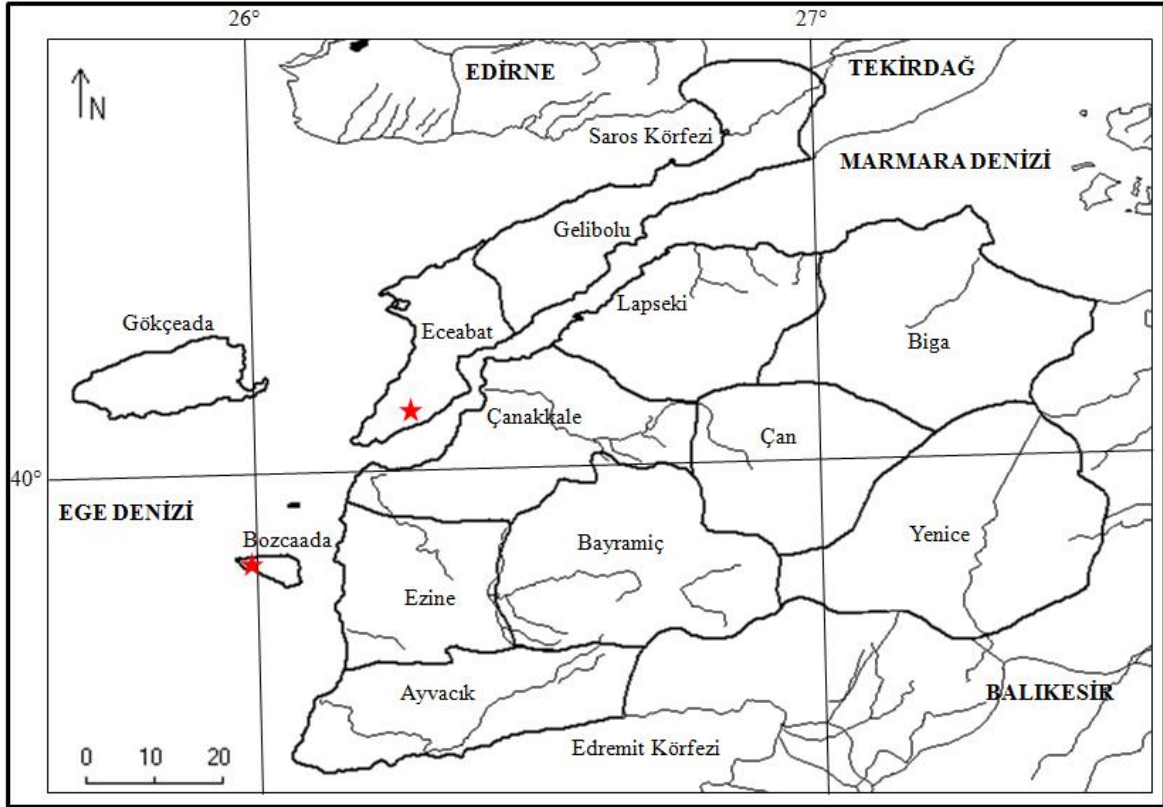 26°
27°
EDİRNE
TEKİRDAĞ
N
Saros Körfezi
MARMARA DENİZİ
Gelibolu
Lapseki
Gökçeada
Eceabat
Biga
Çanakkale
Çan
40°
EGE DENİZİ
Bozcaada
Bayramiç
Yenice
Ezine
Ayvacık
BALIKESİR
Edremit Körfezi
0 10 20